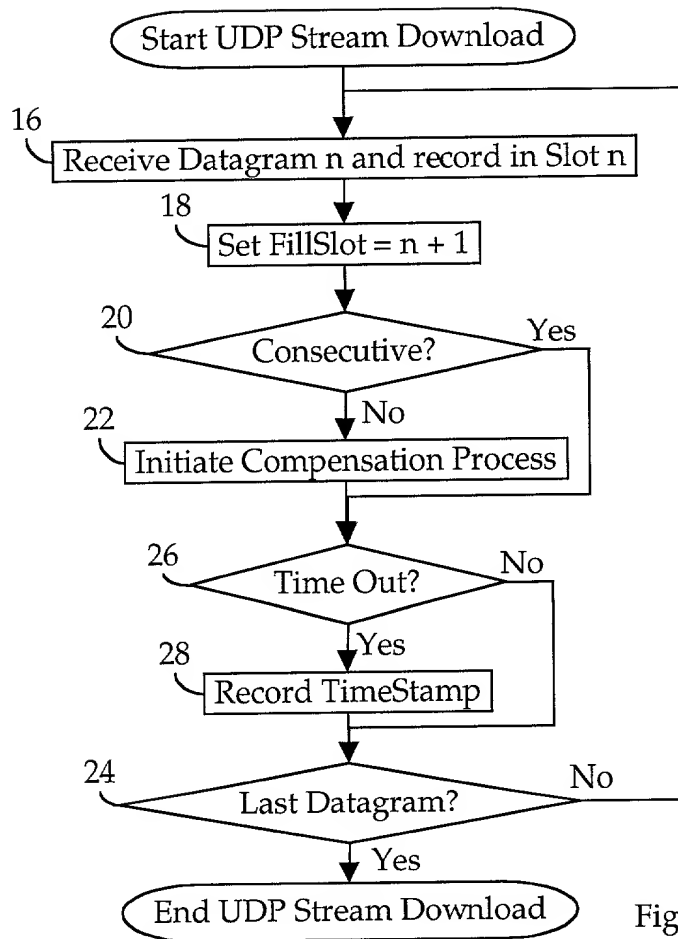 Start UDP Stream Download
16
Receive Datagram n and record in Slot n
18
Set FillSlot = n + 1
20
Consecutive?
Yes
No
22
Initiate Compensation Process
26
Time Out?
No
Yes
28
Record TimeStamp
24
Last Datagram?
No
Yes
End UDP Stream Download
Fig